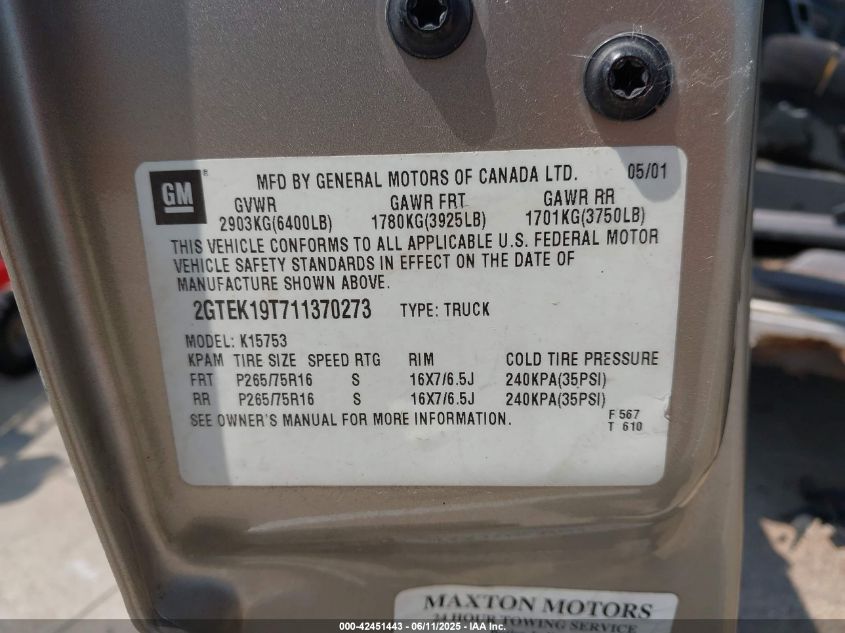 GM
®
MFD BY GENERAL MOTORS OF CANADA LTD. 05/01
GVWR GAWR FRT GAWR RR
2903KG(6400LB) 1780KG(3925LB) 1701KG(3750LB)
THIS VEHICLE CONFORMS TO ALL APPLICABLE U.S. FEDERAL MOTOR
VEHICLE SAFETY STANDARDS IN EFFECT ON THE DATE OF
MANUFACTURE SHOWN ABOVE.
2GTEK19T711370273 TYPE: TRUCK
MODEL: K15753
KPAM TIRE SIZE SPEED RTG RIM COLD TIRE PRESSURE
FRT P265/75R16 S 16X7/6.5J 240KPA(35PSI)
RR P265/75R16 S 16X7/6.5J 240KPA(35PSI)
SEE OWNER'S MANUAL FOR MORE INFORMATION.
F 567
T 610
MAXTON MOTORS
24 HOUR TOWING SERVICE
000-42451443 - 06/11/2025 - IAA Inc.